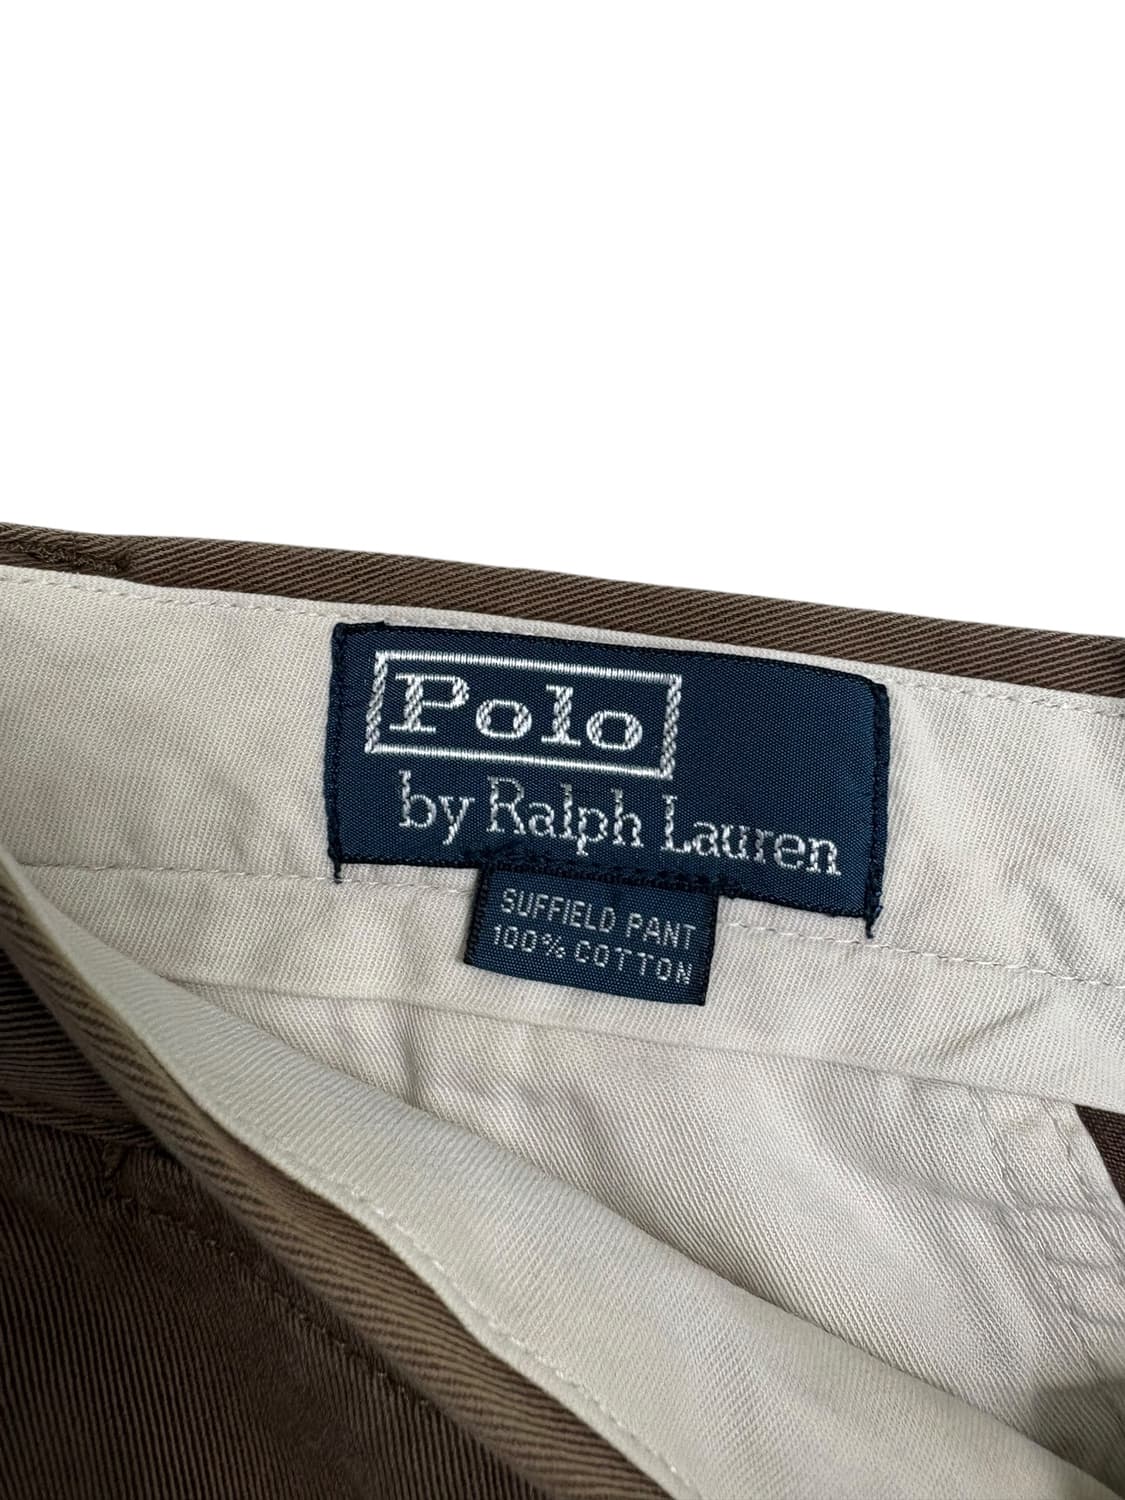 Polo
by Ralph Lauren
SUFFIELD PANT
100% COTTON